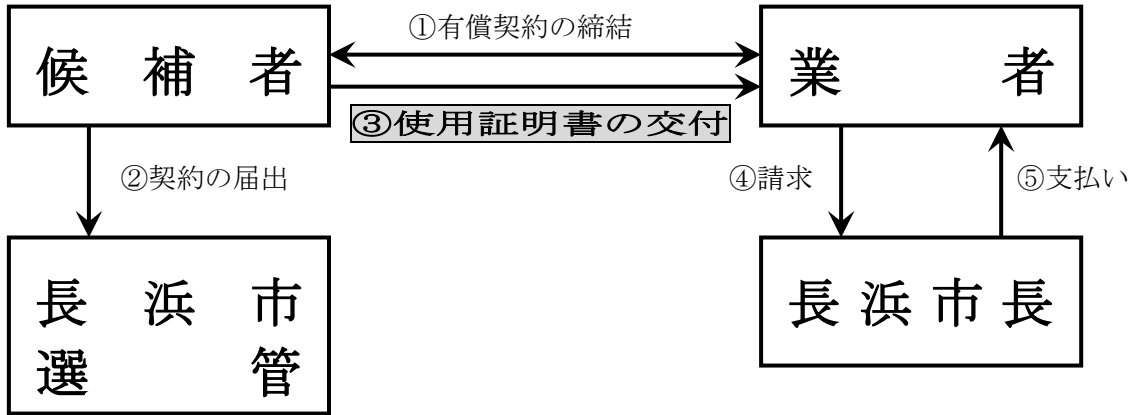 ①有償契約の締結
候補者
業者
③使用証明書の交付
②契約の届出
④請求
⑤支払い
長浜市
選管
長浜市長